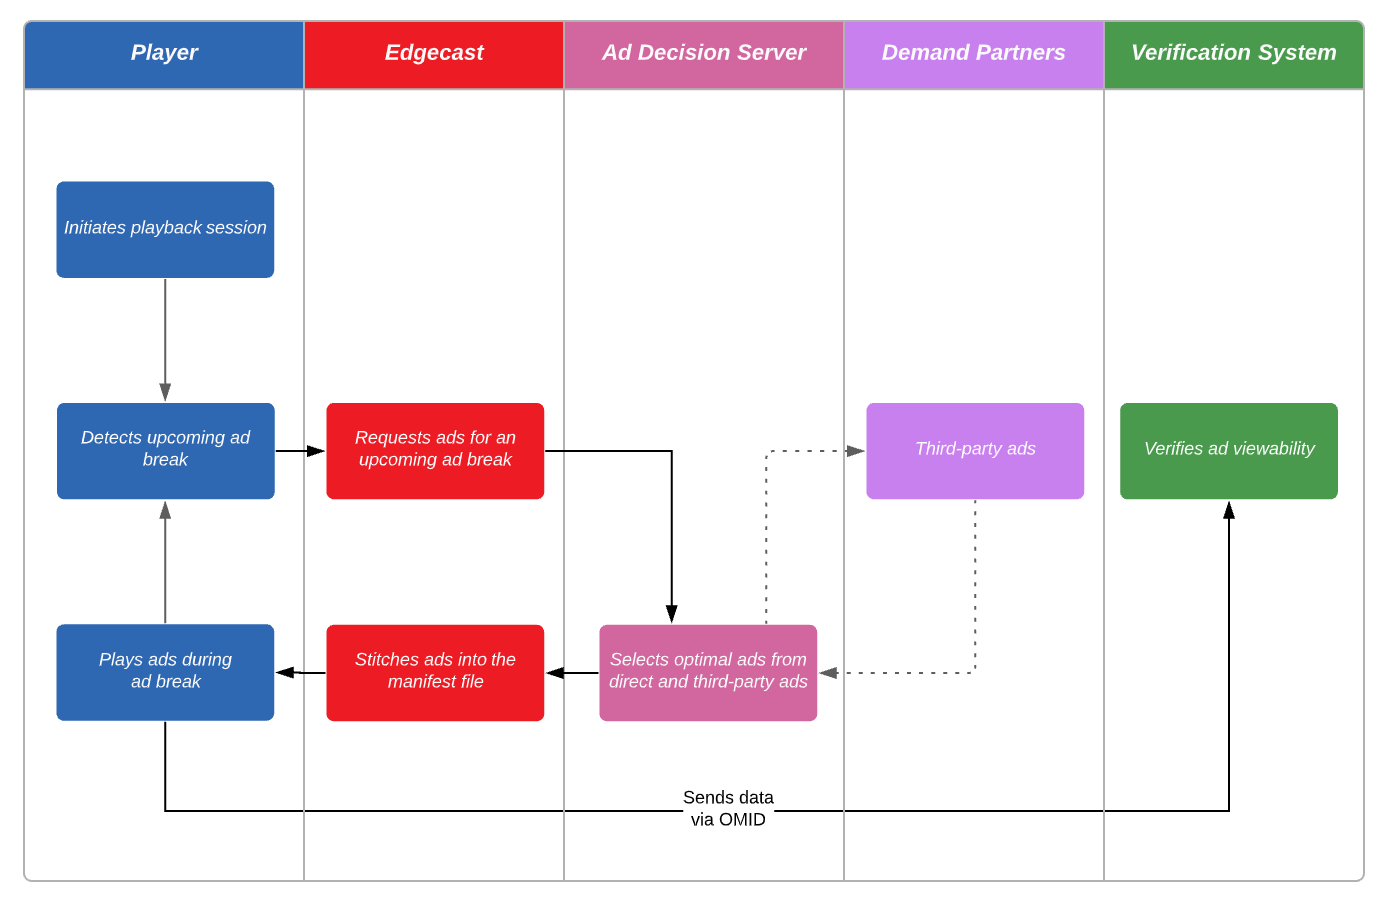 Player
Edgecast
Ad Decision Server
Demand Partners
Verification System
Initiates playback session
Detects upcoming ad
break
Requests ads for an
upcoming ad break
Third-party ads
Verifies ad viewability
Plays ads during
ad break
Stitches ads into the
manifest file
Selects optimal ads from
direct and third-party ads
Sends data
via OMID